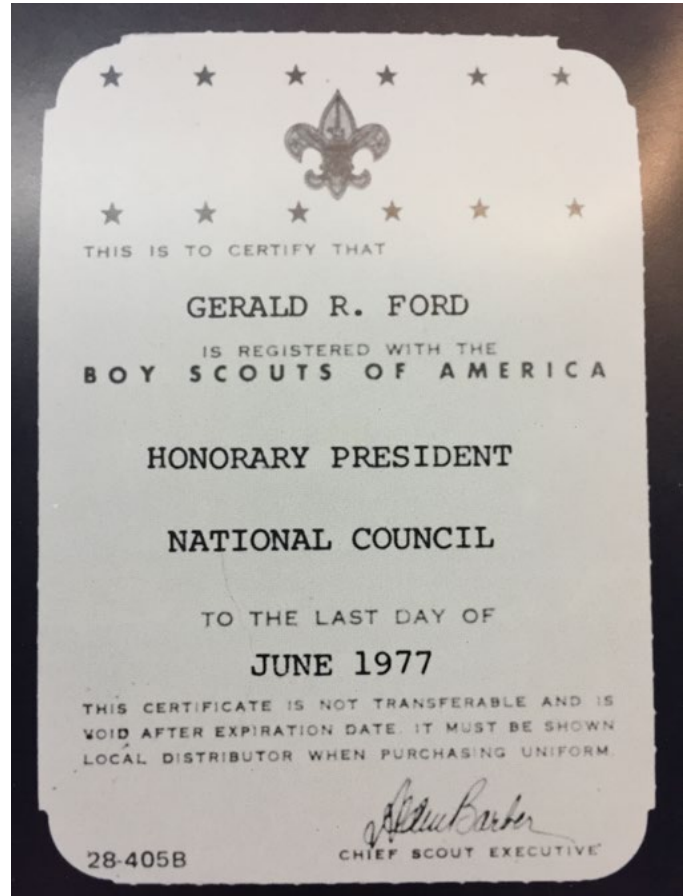 THIS IS TO CERTIFY THAT
GERALD R. FORD
IS REGISTERED WITH THE
BOY SCOUTS OF AMERICA
HONORARY PRESIDENT
NATIONAL COUNCIL
TO THE LAST DAY OF
JUNE 1977
THIS CERTIFICATE IS NOT TRANSFERABLE AND IS
VOID AFTER EXPIRATION DATE. IT MUST BE SHOWN
LOCAL DISTRIBUTOR WHEN PURCHASING UNIFORM.
Alden Barber
28-405B CHIEF SCOUT EXECUTIVE